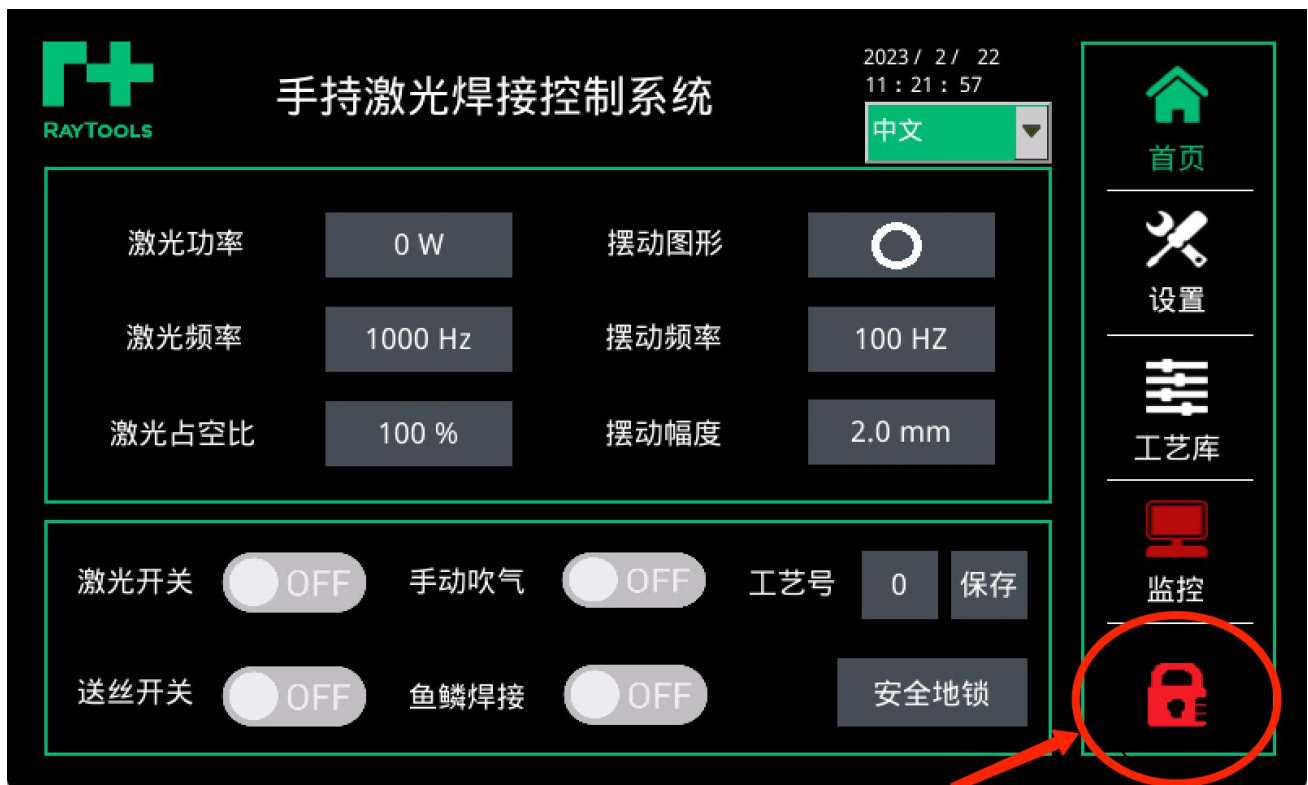 RAYTOOLS
手持激光焊接控制系统
2023 / 2 / 22
11 : 21 : 57
中文
激光功率 0 W 摆动图形
激光频率 1000 Hz 摆动频率 100 HZ
激光占空比 100 % 摆动幅度 2.0 mm
激光开关 OFF 手动吹气 OFF 工艺号 0 保存
送丝开关 OFF 鱼鳞焊接 OFF 安全地锁
首页
设置
工艺库
监控